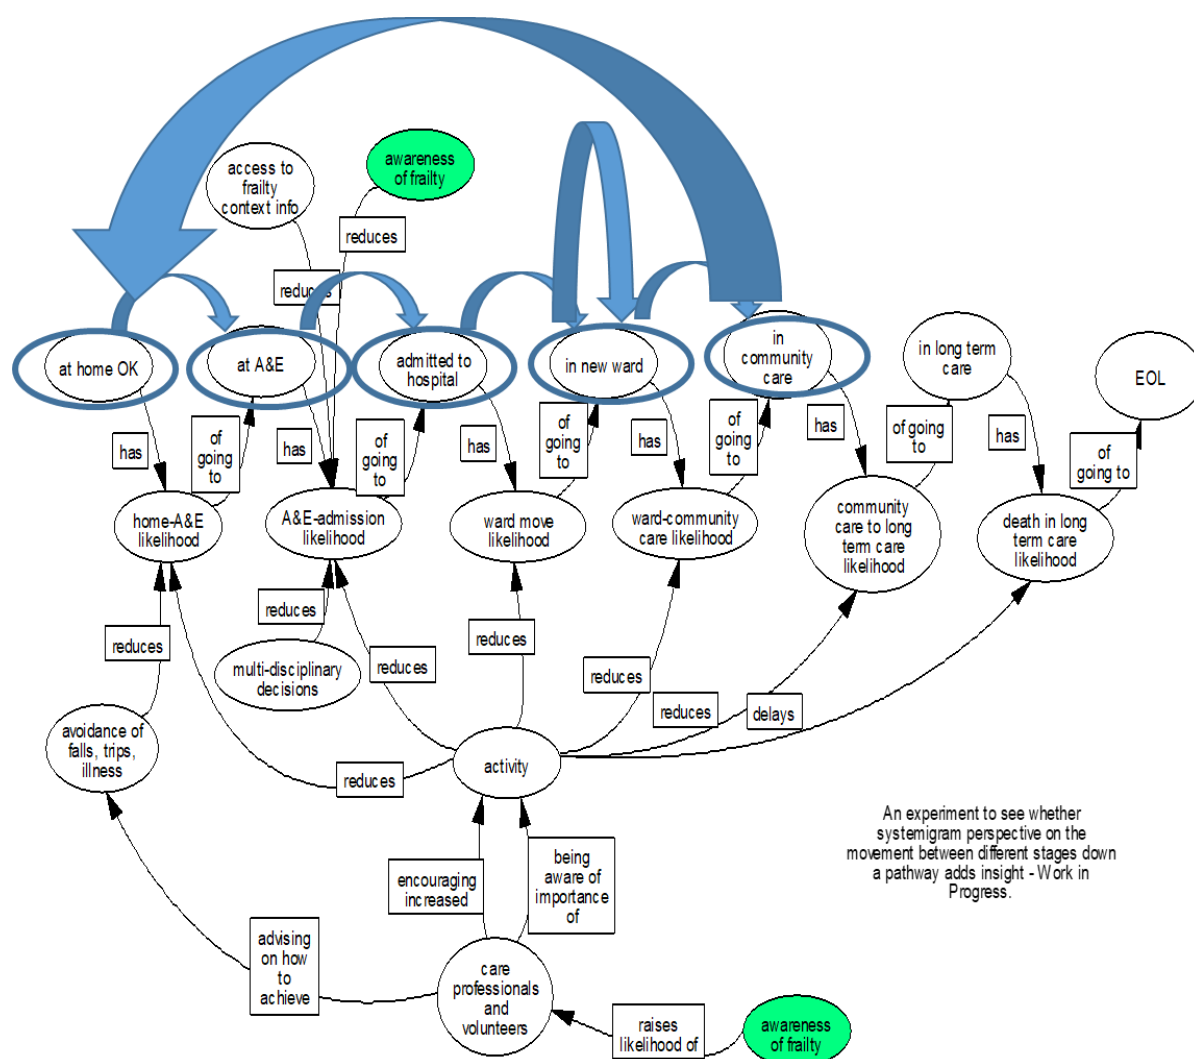 access to
frailty
context info
awareness
of frailty
reduces
reduces
at home OK
at A&E
admitted to
hospital
in new ward
in
community
care
in long term
care
EOL
has
of
going
to
has
of
going
to
has
of
going
to
has
of
going
to
has
of going
to
has
of
going to
home-A&E
likelihood
A&E-admission
likelihood
ward move
likelihood
ward-community
care likelihood
community
care to long
term care
likelihood
death in long
term care
likelihood
reduces
reduces
reduces
reduces
reduces
reduces
delays
multi-disciplinary
decisions
avoidance of
falls, trips,
illness
reduces
activity
An experiment to see whether
systemigram perspective on the
movement between different stages down
a pathway adds insight - Work in
Progress.
encouraging
increased
being
aware of
importance
of
advising
on how
to
achieve
care
professionals
and
volunteers
raises
likelihood of
awareness
of frailty